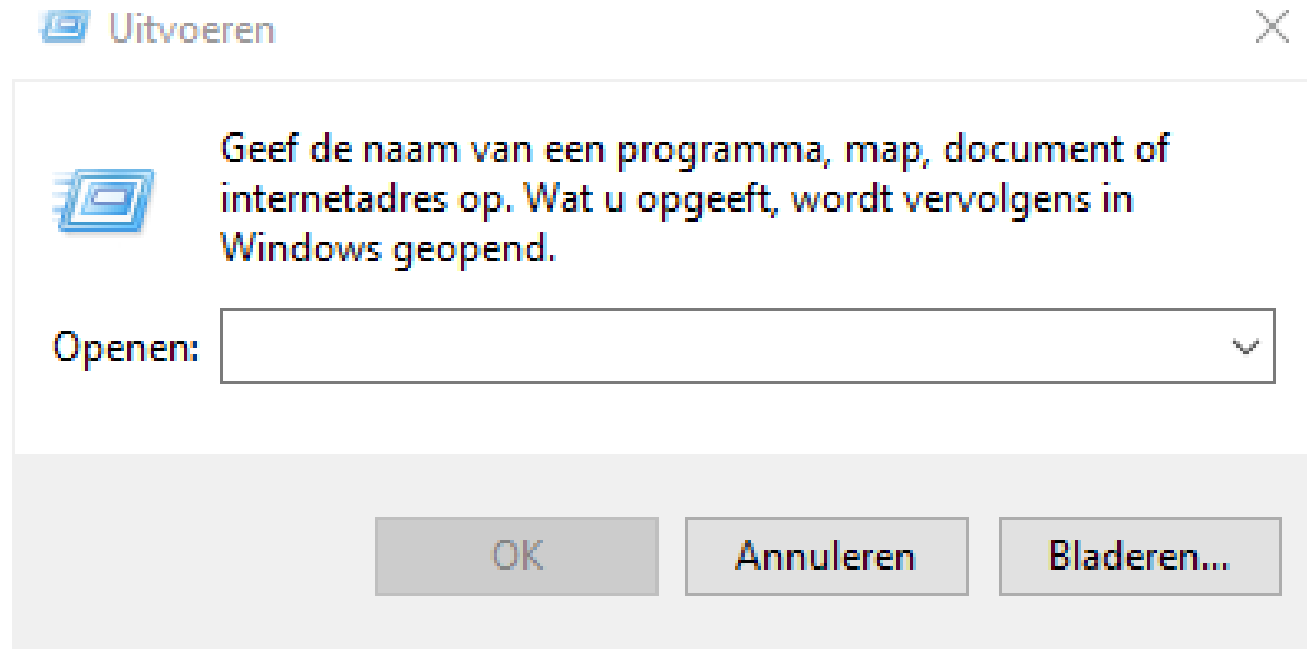 Uitvoeren
Geef de naam van een programma, map, document of
internetadres op. Wat u opgeeft, wordt vervolgens in
Windows geopend.
Openen:
OK
Annuleren
Bladeren...